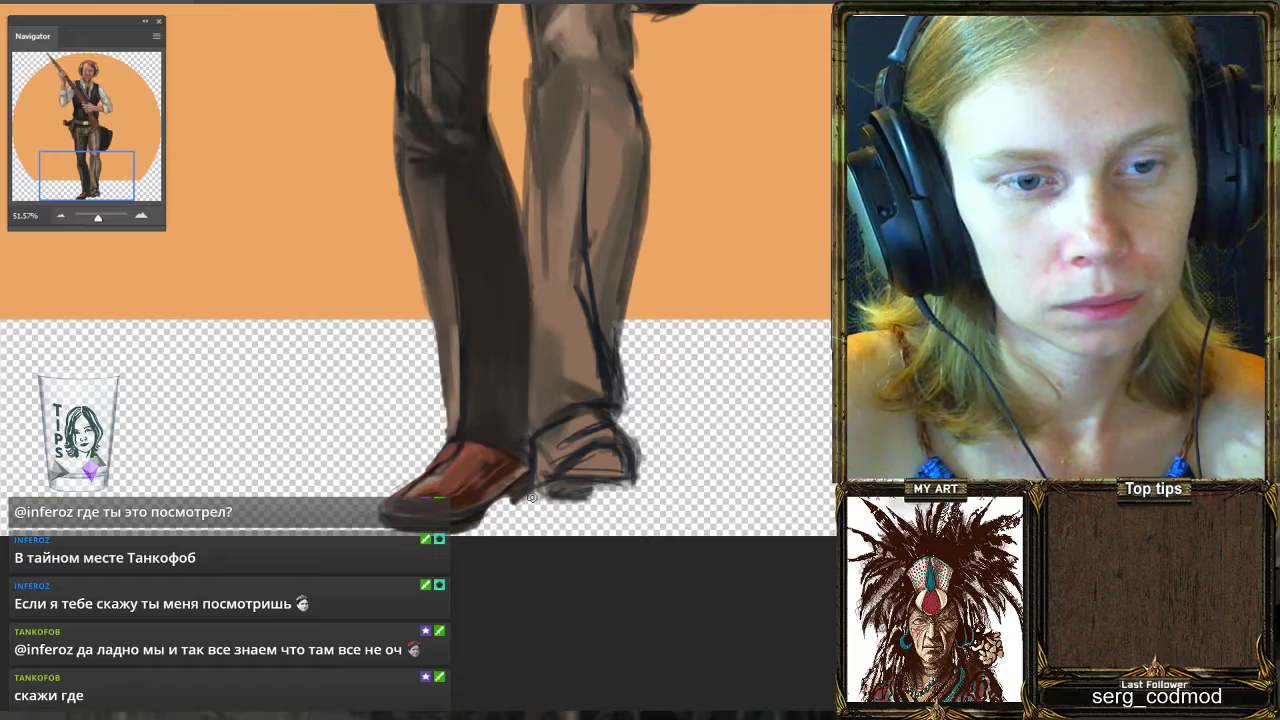 Navigator
51.57%
TIPS
@inferoz где ты это посмотрел?
INFEROZ
В тайном месте Танкофоб
INFEROZ
Если я тебе скажу ты меня посмотришь
TANKOFOB
@inferoz да ладно мы и так все знаем что там все не оч
TANKOFOB
скажи где
MY ART
Top tips
Last Follower
serg_codmod